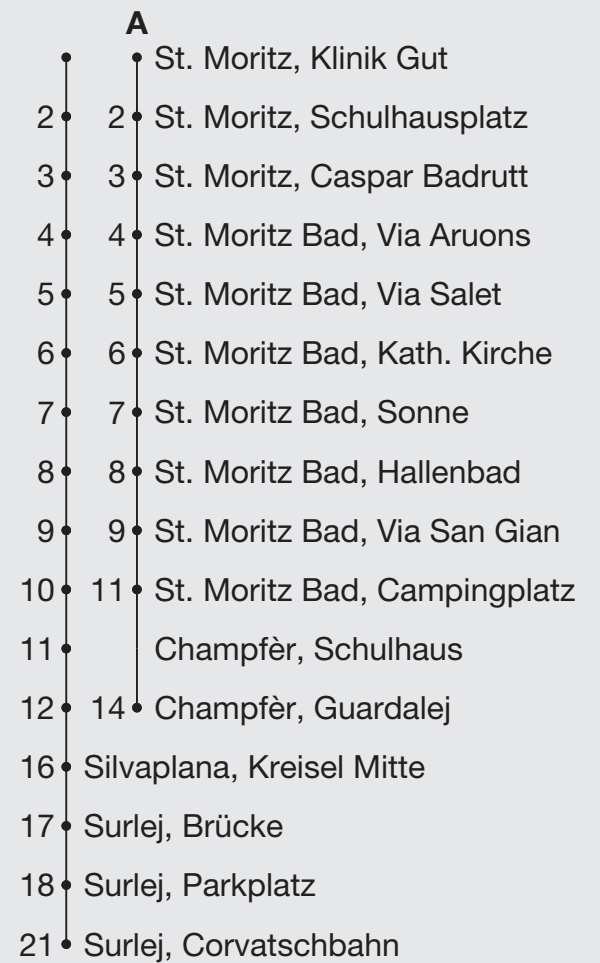 A
St. Moritz, Klinik Gut
2 2 St. Moritz, Schulhausplatz
3 3 St. Moritz, Caspar Badrutt
4 4 St. Moritz Bad, Via Aruons
5 5 St. Moritz Bad, Via Salet
6 6 St. Moritz Bad, Kath. Kirche
7 7 St. Moritz Bad, Sonne
8 8 St. Moritz Bad, Hallenbad
9 9 St. Moritz Bad, Via San Gian
10 11 St. Moritz Bad, Campingplatz
11 Champfèr, Schulhaus
12 14 Champfèr, Guardalej
16 Silvaplana, Kreisel Mitte
17 Surlej, Brücke
18 Surlej, Parkplatz
21 Surlej, Corvatschbahn